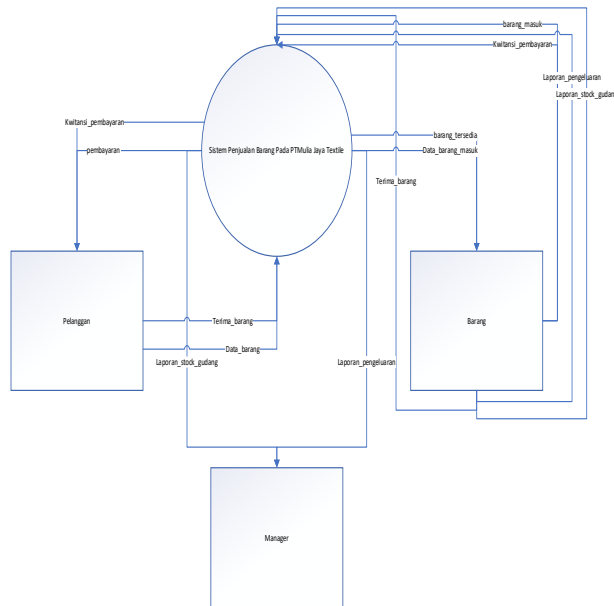 barang_masuk
Kwitansi_pembayaran
Laporan_pengeluaran
Laporan_stock_gudang
Kwitansi_pembayaran
barang_tersedia
pembayaran
Sistem Penjualan Barang Pada PTMulia Jaya Textile
Data_barang_masuk
Terima_barang
Pelanggan
Terima_barang
Barang
Data_barang
Laporan_stock_gudang
Laporan_pengeluaran
Manager